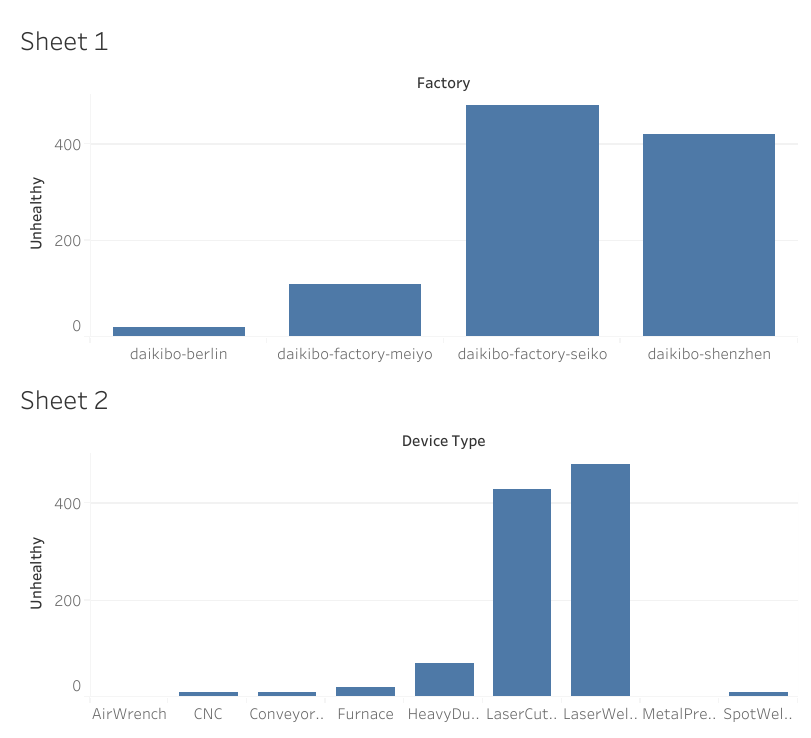 Sheet 1
Factory
400
200
0
Unhealthy
daikibo-berlin daikibo-factory-meiyo daikibo-factory-seiko daikibo-shenzhen
Sheet 2
Device Type
400
200
0
Unhealthy
AirWrench CNC Conveyor.. Furnace HeavyDu.. LaserCut.. LaserWel.. MetalPre.. SpotWel..